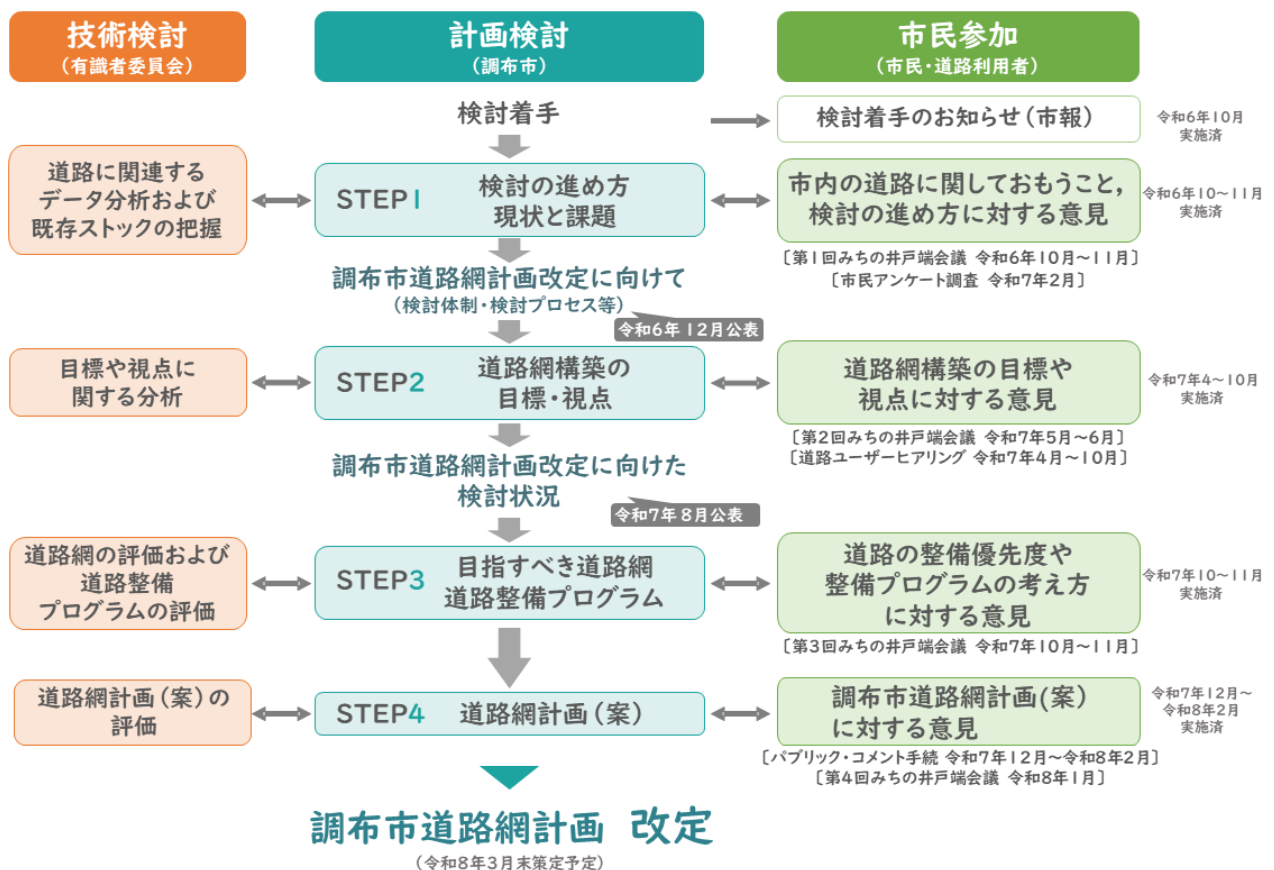 技術検討
(有識者委員会)
計画検討
(調布市)
市民参加
(市民・道路利用者)
検討着手
検討着手のお知らせ(市報)
令和6年10月
実施済
道路に関連する
データ分析および
既存ストックの把握
STEP1
検討の進め方
現状と課題
市内の道路に関しておもうこと,
検討の進め方に対する意見
令和6年10~11月
実施済
〔第1回みちの井戸端会議 令和6年10月~11月〕
〔市民アンケート調査 令和7年2月〕
調布市道路網計画改定に向けて
(検討体制・検討プロセス等)
令和6年12月公表
目標や視点に
関する分析
STEP2
道路網構築の
目標・視点
道路網構築の目標や
視点に対する意見
令和7年4~10月
実施済
〔第2回みちの井戸端会議 令和7年5月~6月〕
〔道路ユーザーヒアリング 令和7年4月~10月〕
調布市道路網計画改定に向けた
検討状況
令和7年8月公表
道路網の評価および
道路整備
プログラムの評価
STEP3
目指すべき道路網
道路整備プログラム
道路の整備優先度や
整備プログラムの考え方
に対する意見
令和7年10~11月
実施済
〔第3回みちの井戸端会議 令和7年10月~11月〕
道路網計画(案)の
評価
STEP4
道路網計画(案)
調布市道路網計画(案)
に対する意見
令和7年12月~
令和8年2月
実施済
〔パブリック・コメント手続 令和7年12月~令和8年2月〕
〔第4回みちの井戸端会議 令和8年1月〕
調布市道路網計画 改定
(令和8年3月末策定予定)